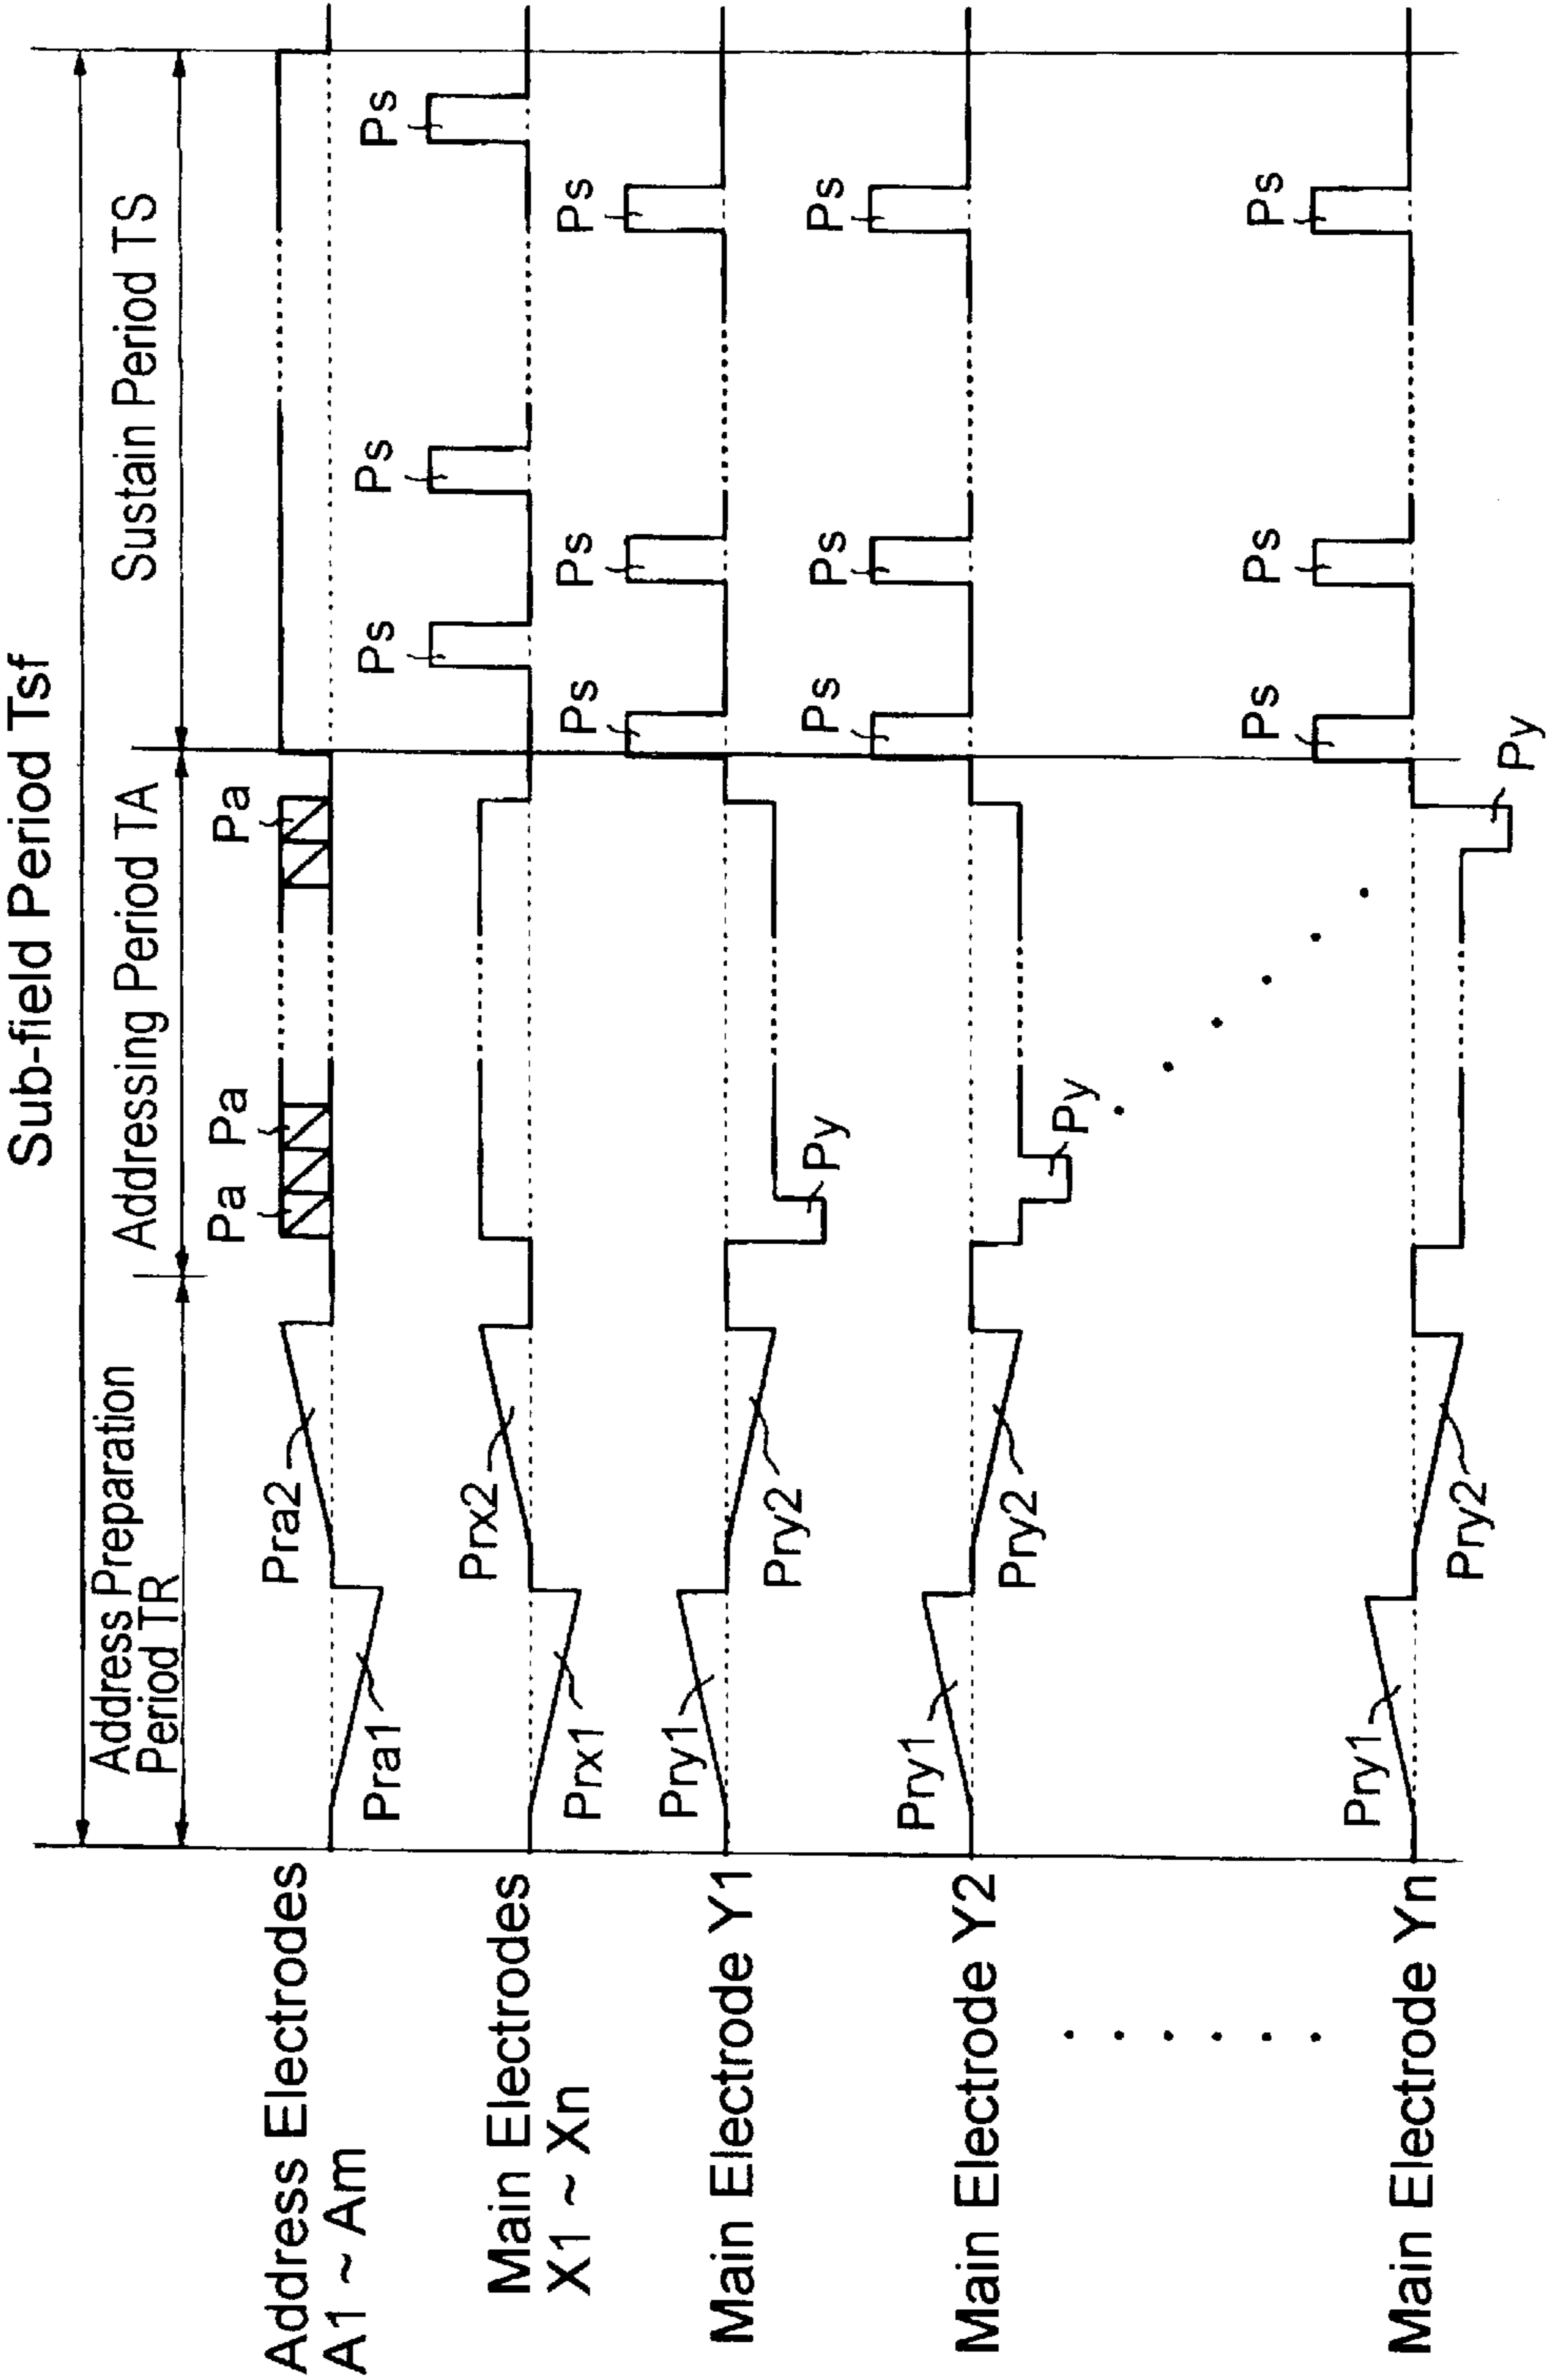 Sub-field Period Tsf
Address Preparation
Period TR
Addressing Period TA
Sustain Period TS
Address Electrodes
A1 ~ Am
Pra1
Pra2
Pa
Pa
Pa
Main Electrodes
X1 ~ Xn
Prx1
Prx2
Ps
Ps
Ps
Main Electrode Y1
Pry1
Pry2
Py
Ps
Ps
Ps
Main Electrode Y2
Pry1
Pry2
Py
Ps
Ps
Ps
Main Electrode Yn
Pry1
Pry2
Py
Ps
Ps
Ps